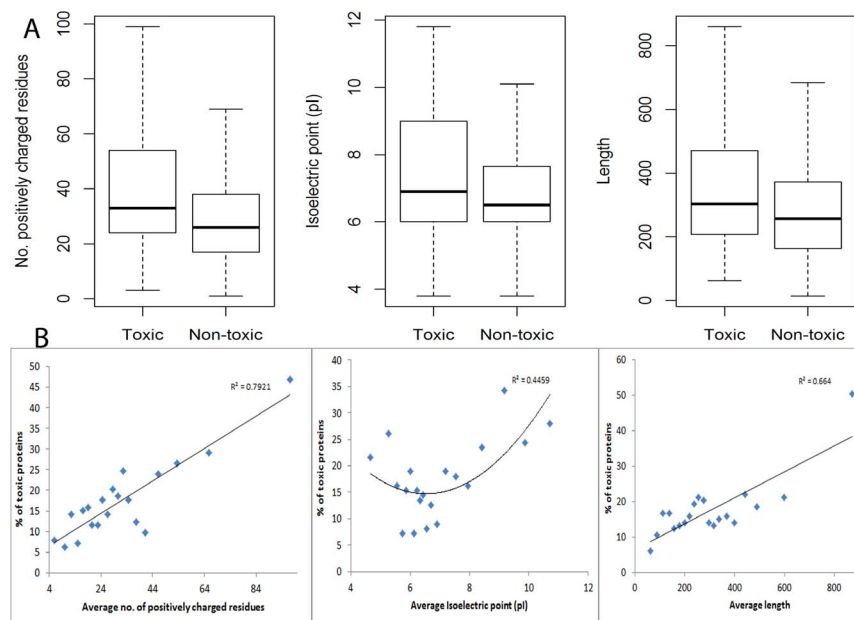 A
No. positively charged residues
100
80
60
40
20
0
Toxic Non-toxic
Isoelectric point (pI)
12
10
8
6
4
Toxic Non-toxic
Length
800
600
400
200
0
Toxic Non-toxic
B
% of toxic proteins
50
45
40
35
30
25
20
15
10
5
0
R² = 0.7921
4 24 44 64 84
Average no. of positively charged residues
% of toxic proteins
40
35
30
25
20
15
10
5
0
R² = 0.4459
4 6 8 10 12
Average Isoelectric point (pI)
% of toxic proteins
60
50
40
30
20
10
0
R² = 0.664
0 200 400 600 800
Average length